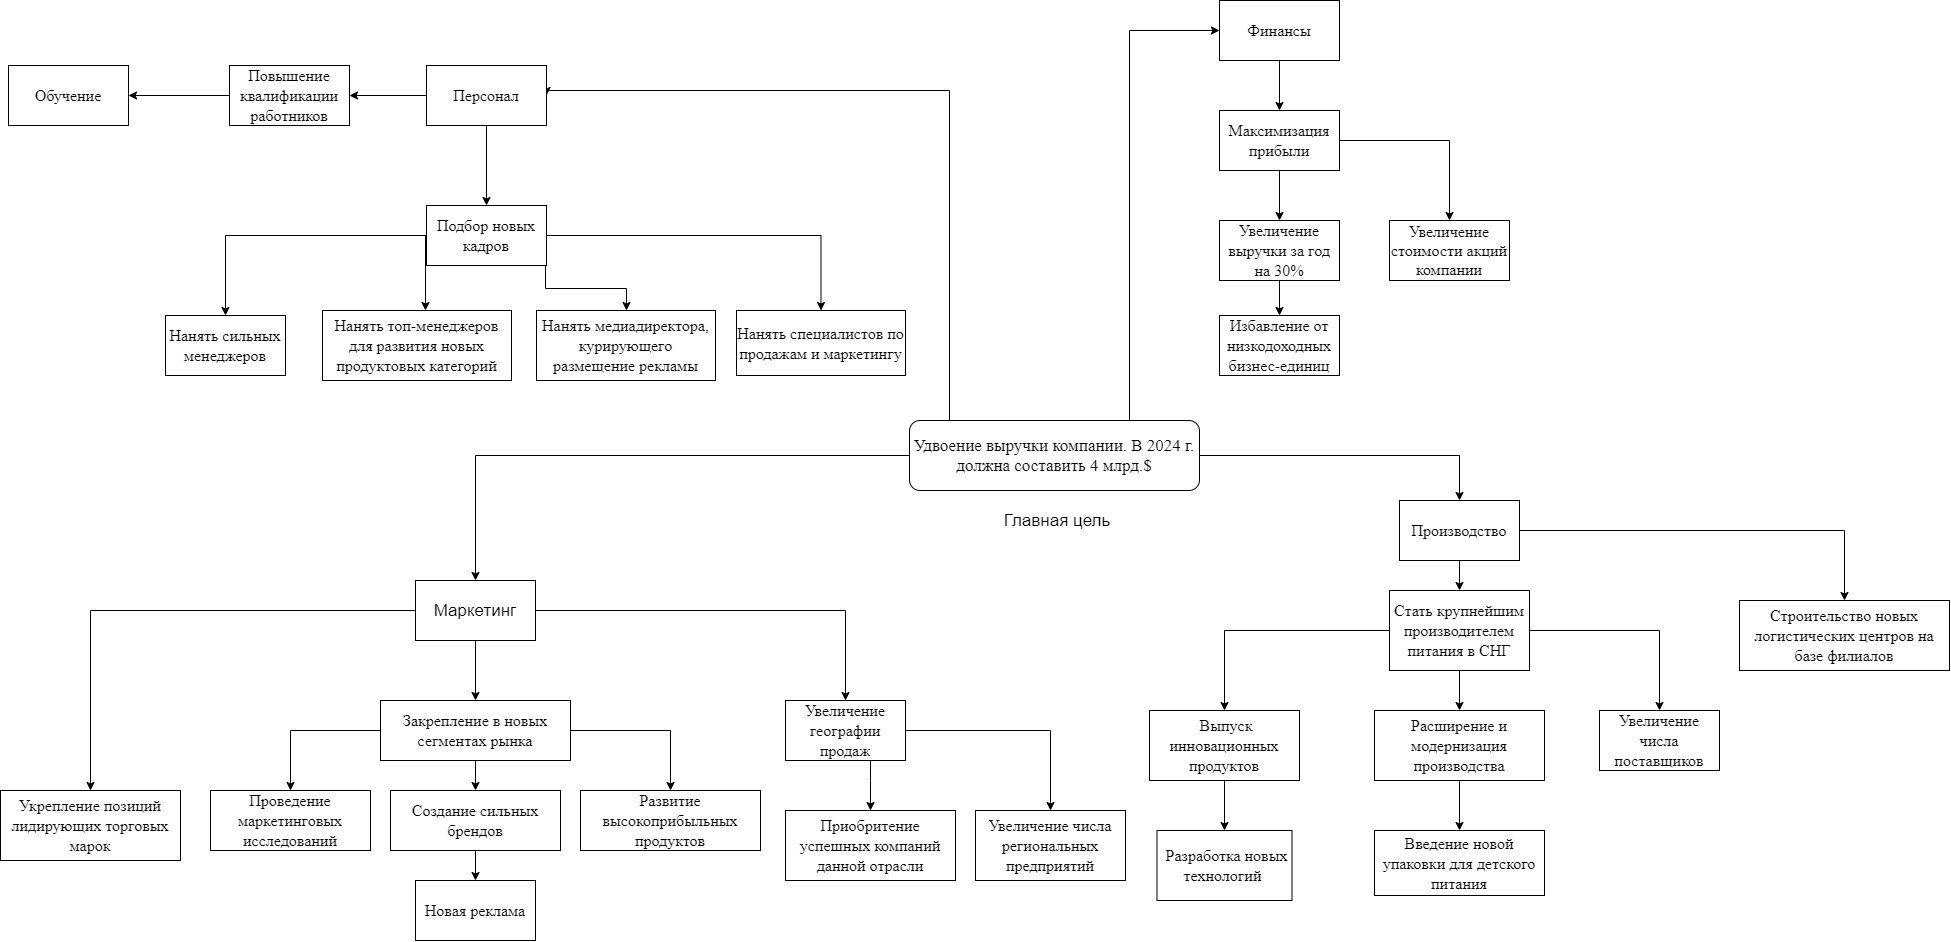 Финансы
Обучение
Повышение
квалификации
работников
Персонал
Максимизация
прибыли
Подбор новых
кадров
Увеличение
выручки за год
на 30%
Увеличение
стоимости акций
компании
Нанять сильных
менеджеров
Нанять топ-менеджеров
для развития новых
продуктовых категорий
Нанять медиадиректора,
курирующего
размещение рекламы
Нанять специалистов по
продажам и маркетингу
Избавление от
низкодоходных
бизнес-единиц
Удвоение выручки компании. В 2024 г.
должна составить 4 млрд.$
Главная цель
Производство
Маркетинг
Стать крупнейшим
производителем
питания в СНГ
Строительство новых
логистических центров на
базе филиалов
Закрепление в новых
сегментах рынка
Увеличение
географии
продаж
Выпуск
инновационных
продуктов
Расширение и
модернизация
производства
Увеличение
числа
поставщиков
Укрепление позиций
лидирующих торговых
марок
Проведение
маркетинговых
исследований
Создание сильных
брендов
Развитие
высокоприбыльных
продуктов
Приобритение
успешных компаний
данной отрасли
Увеличение числа
региональных
предприятий
Разработка новых
технологий
Введение новой
упаковки для детского
питания
Новая реклама